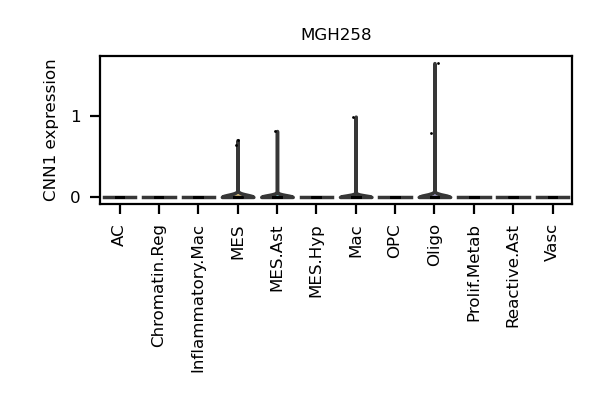 MGH258
CNN1 expression
1
0
AC
Chromatin.Reg
Inflammatory.Mac
MES
MES.Ast
MES.Hyp
Mac
OPC
Oligo
Prolif.Metab
Reactive.Ast
Vasc